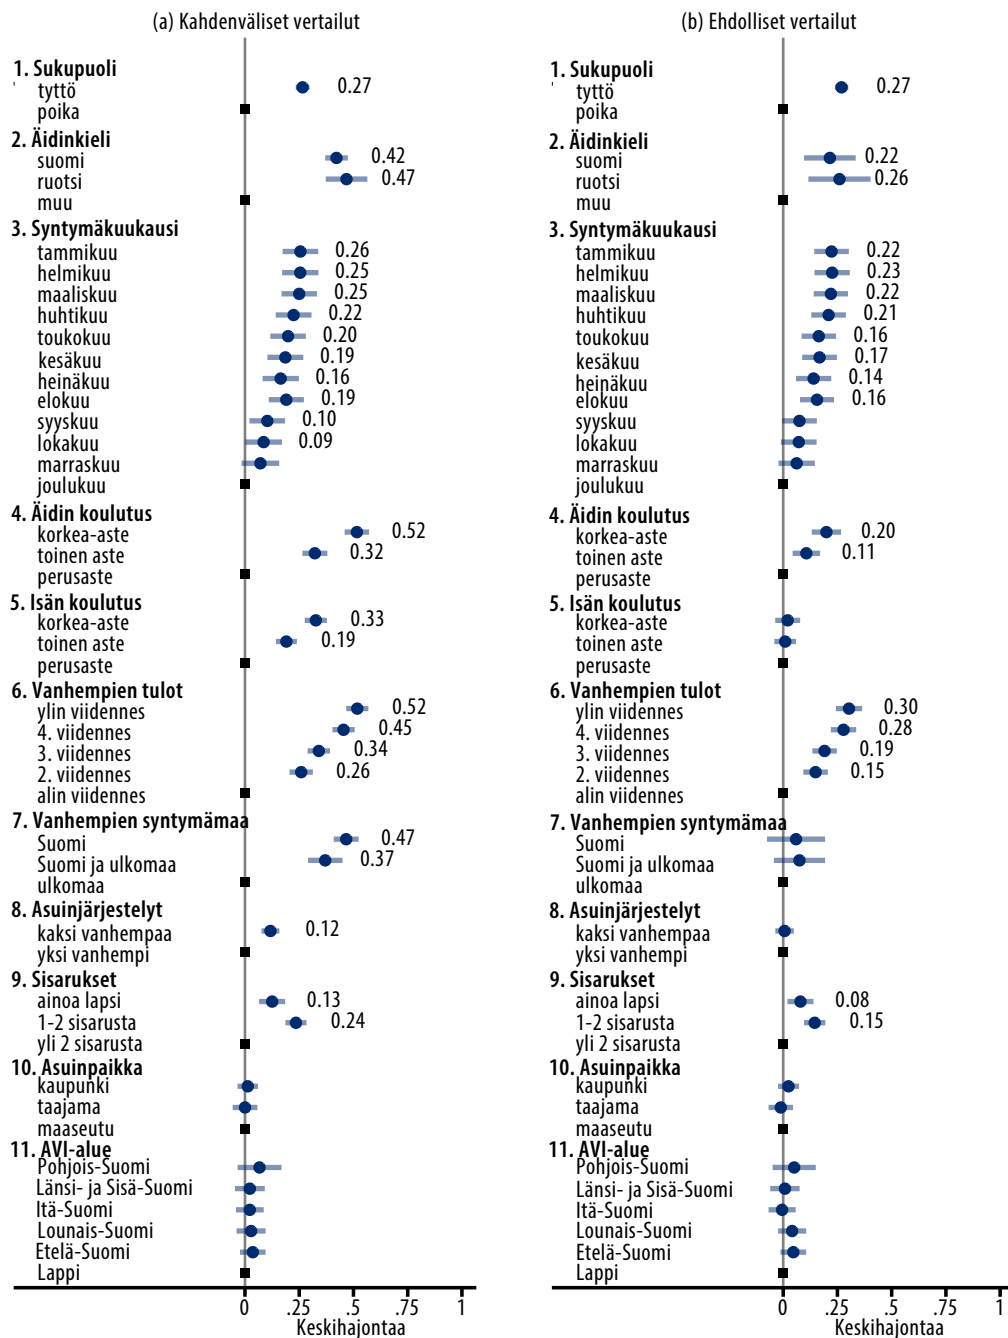 (a) Kahdenväliset vertailut
1. Sukupuoli
tyttö 0.27
poika
2. Äidinkieli
suomi 0.42
ruotsi 0.47
muu
3. Syntymäkuukausi
tammikuu 0.26
helmikuu 0.25
maaliskuu 0.25
huhtikuu 0.22
toukokuu 0.20
kesäkuu 0.19
heinäkuu 0.16
elokuu 0.19
syyskuu 0.10
lokakuu 0.09
marraskuu
joulukuu
4. Äidin koulutus
korkea-aste 0.52
toinen aste 0.32
perusaste
5. Isän koulutus
korkea-aste 0.33
toinen aste 0.19
perusaste
6. Vanhempien tulot
ylin viidennes 0.52
4. viidennes 0.45
3. viidennes 0.34
2. viidennes 0.26
alin viidennes
7. Vanhempien syntymämaa
Suomi 0.47
Suomi ja ulkomaa 0.37
ulkomaa
8. Asuinjärjestelyt
kaksi vanhempaa 0.12
yksi vanhempi
9. Sisarukset
ainoa lapsi 0.13
1-2 sisarusta 0.24
yli 2 sisarusta
10. Asuinpaikka
kaupunki
taajama
maaseutu
11. AVI-alue
Pohjois-Suomi
Länsi- ja Sisä-Suomi
Itä-Suomi
Lounais-Suomi
Etelä-Suomi
Lappi
0 .25 .5 .75 1
Keskihajontaa
(b) Ehdolliset vertailut
1. Sukupuoli
tyttö 0.27
poika
2. Äidinkieli
suomi 0.22
ruotsi 0.26
muu
3. Syntymäkuukausi
tammikuu 0.22
helmikuu 0.23
maaliskuu 0.22
huhtikuu 0.21
toukokuu 0.16
kesäkuu 0.17
heinäkuu 0.14
elokuu 0.16
syyskuu
lokakuu
marraskuu
joulukuu
4. Äidin koulutus
korkea-aste 0.20
toinen aste 0.11
perusaste
5. Isän koulutus
korkea-aste
toinen aste
perusaste
6. Vanhempien tulot
ylin viidennes 0.30
4. viidennes 0.28
3. viidennes 0.19
2. viidennes 0.15
alin viidennes
7. Vanhempien syntymämaa
Suomi
Suomi ja ulkomaa
ulkomaa
8. Asuinjärjestelyt
kaksi vanhempaa
yksi vanhempi
9. Sisarukset
ainoa lapsi 0.08
1-2 sisarusta 0.15
yli 2 sisarusta
10. Asuinpaikka
kaupunki
taajama
maaseutu
11. AVI-alue
Pohjois-Suomi
Länsi- ja Sisä-Suomi
Itä-Suomi
Lounais-Suomi
Etelä-Suomi
Lappi
0 .25 .5 .75 1
Keskihajontaa